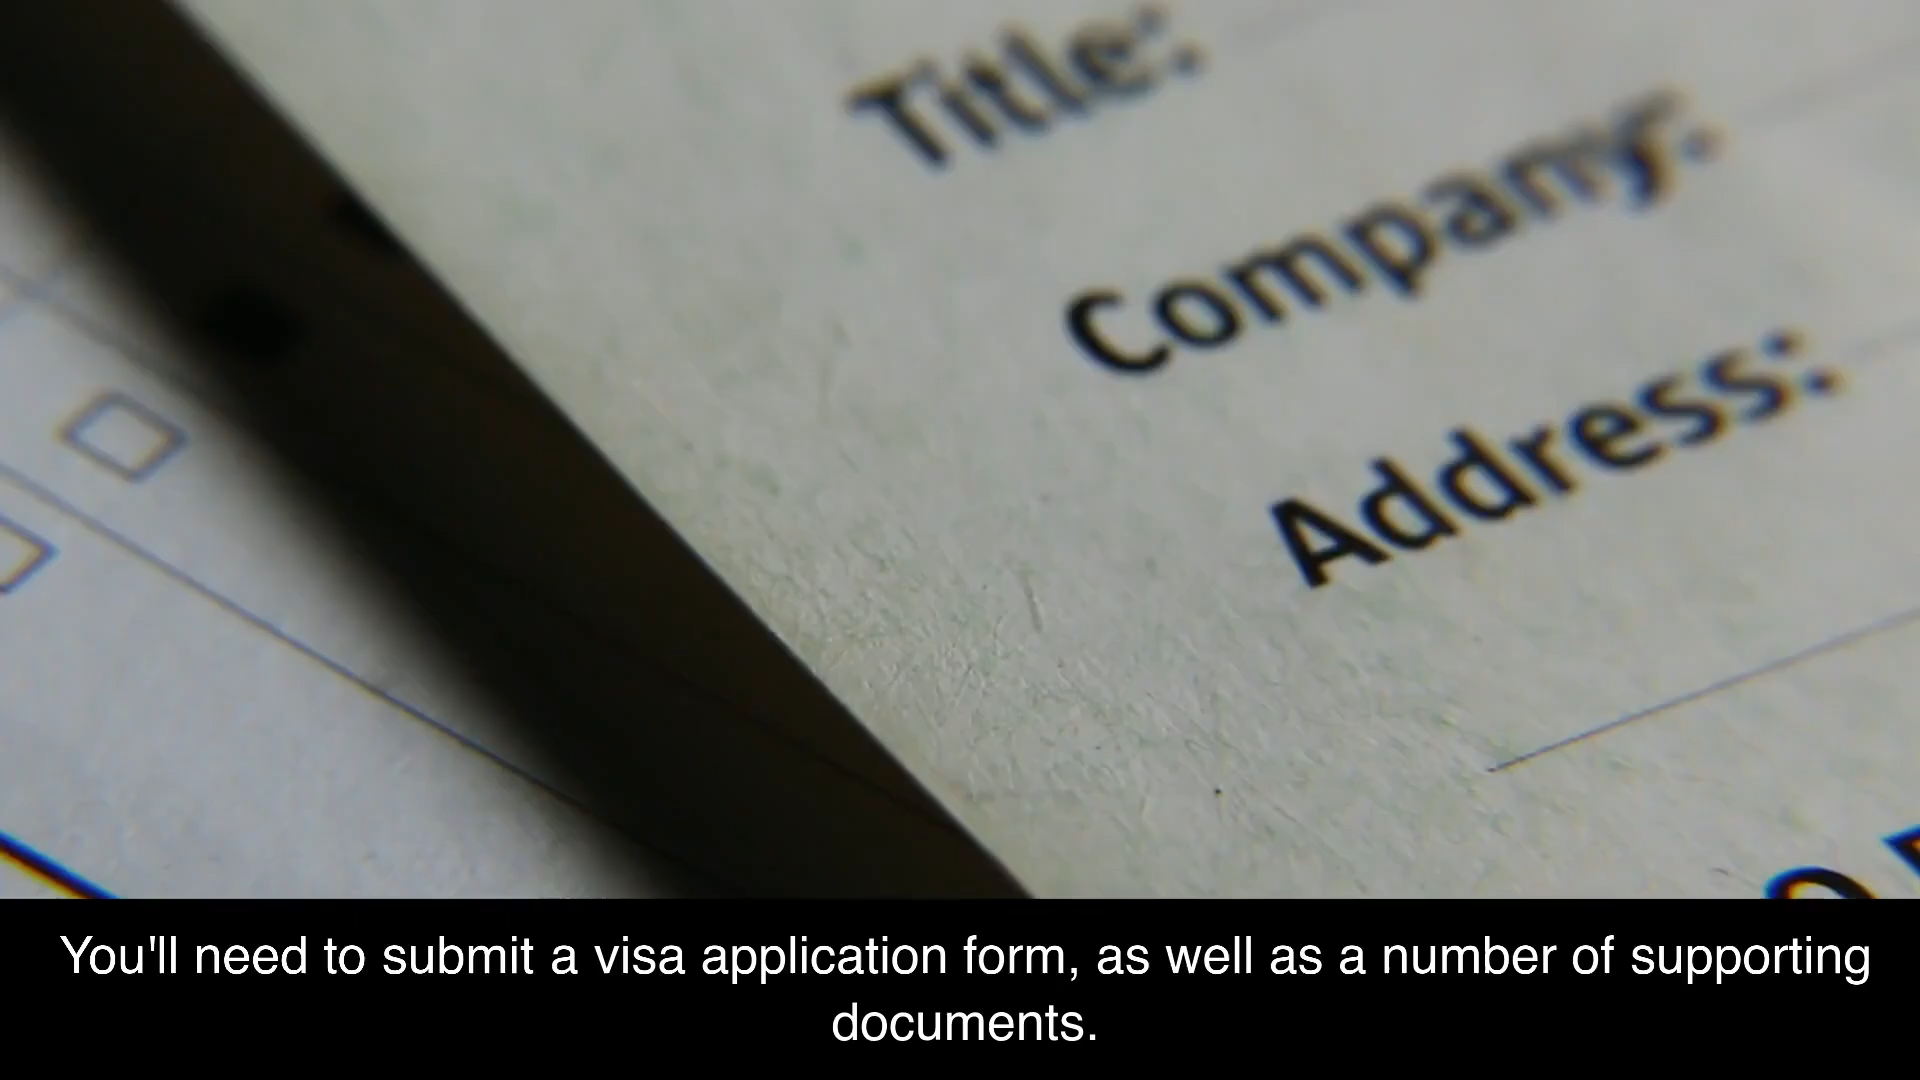 Title:
Company:
Address:
You'll need to submit a visa application form, as well as a number of supporting
documents.